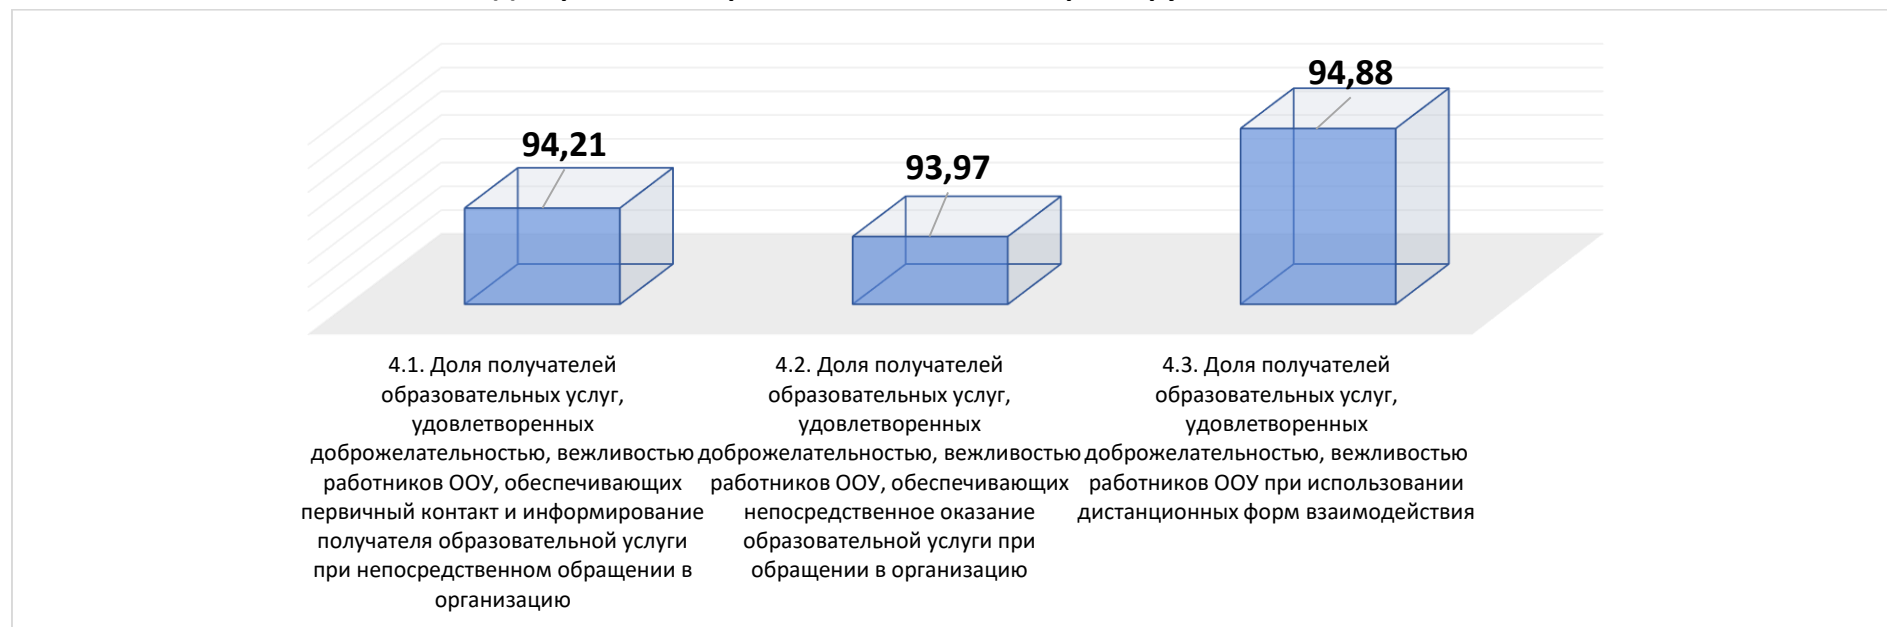 94,21
93,97
94,88
4.1. Доля получателей
образовательных услуг,
удовлетворенных
доброжелательностью, вежливостью
работников ООУ, обеспечивающих
первичный контакт и информирование
получателя образовательной услуги
при непосредственном обращении в
организацию
4.2. Доля получателей
образовательных услуг,
удовлетворенных
доброжелательностью, вежливостью
работников ООУ, обеспечивающих
непосредственное оказание
образовательной услуги при
обращении в организацию
4.3. Доля получателей
образовательных услуг,
удовлетворенных
доброжелательностью, вежливостью
работников ООУ при использовании
дистанционных форм взаимодействия